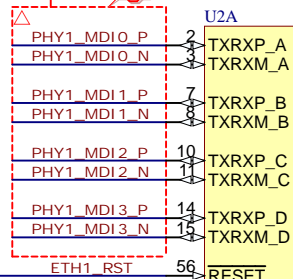 U2A
PHY1_MDI0_P 2 TXRXP_A
PHY1_MDI0_N 3 TXRXM_A
PHY1_MDI1_P 7 TXRXP_B
PHY1_MDI1_N 8 TXRXM_B
PHY1_MDI2_P 10 TXRXP_C
PHY1_MDI2_N 11 TXRXM_C
PHY1_MDI3_P 14 TXRXP_D
PHY1_MDI3_N 15 TXRXM_D
ETH1_RST 56 RESET